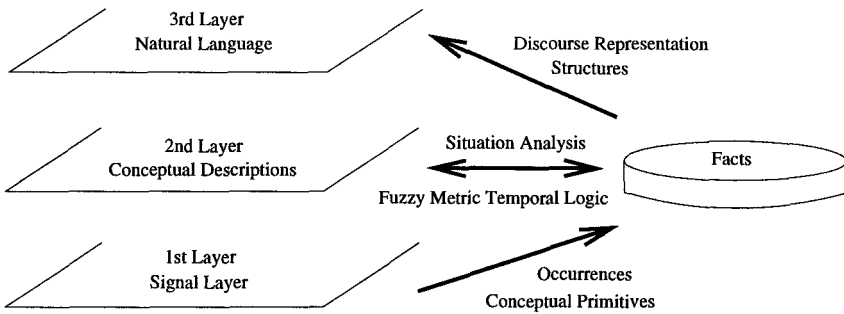 3rd Layer
Natural Language
Discourse Representation
Structures
2nd Layer
Conceptual Descriptions
Situation Analysis
Fuzzy Metric Temporal Logic
Facts
1st Layer
Signal Layer
Occurrences
Conceptual Primitives